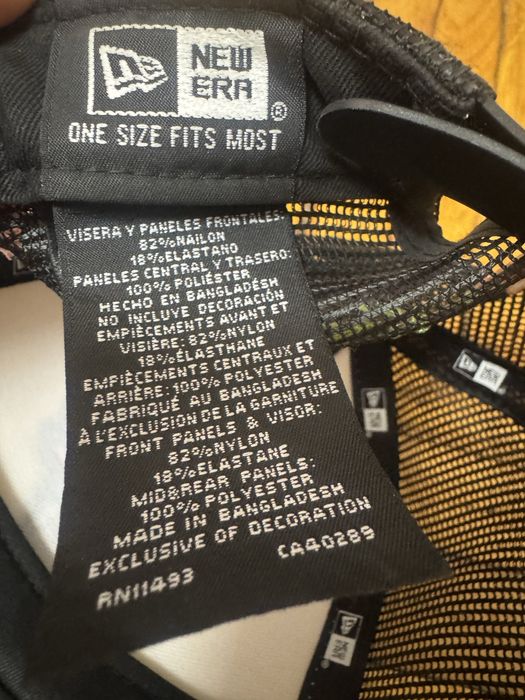 NEW
ERA
®
ONE SIZE FITS MOST
VISERA Y PANELES FRONTALES:
82%NAILON
18%ELASTANO
PANELES CENTRAL Y TRASERO:
100% POLIÉSTER
HECHO EN BANGLADÉSH
NO INCLUYE DECORACIÓN
EMPIÈCEMENTS AVANT ET
VISIÈRE: 82%NYLON
18%ÉLASTHANE
EMPIÈCEMENTS CENTRAUX ET
ARRIÈRE: 100% POLYESTER
FABRIQUÉ AU BANGLADESH
À L'EXCLUSION DE LA GARNITURE
FRONT PANELS & VISOR:
82%NYLON
18%ELASTANE
MID&REAR PANELS:
100% POLYESTER
MADE IN BANGLADESH
EXCLUSIVE OF DECORATION
RN11493 CA40289
NEW
ERA